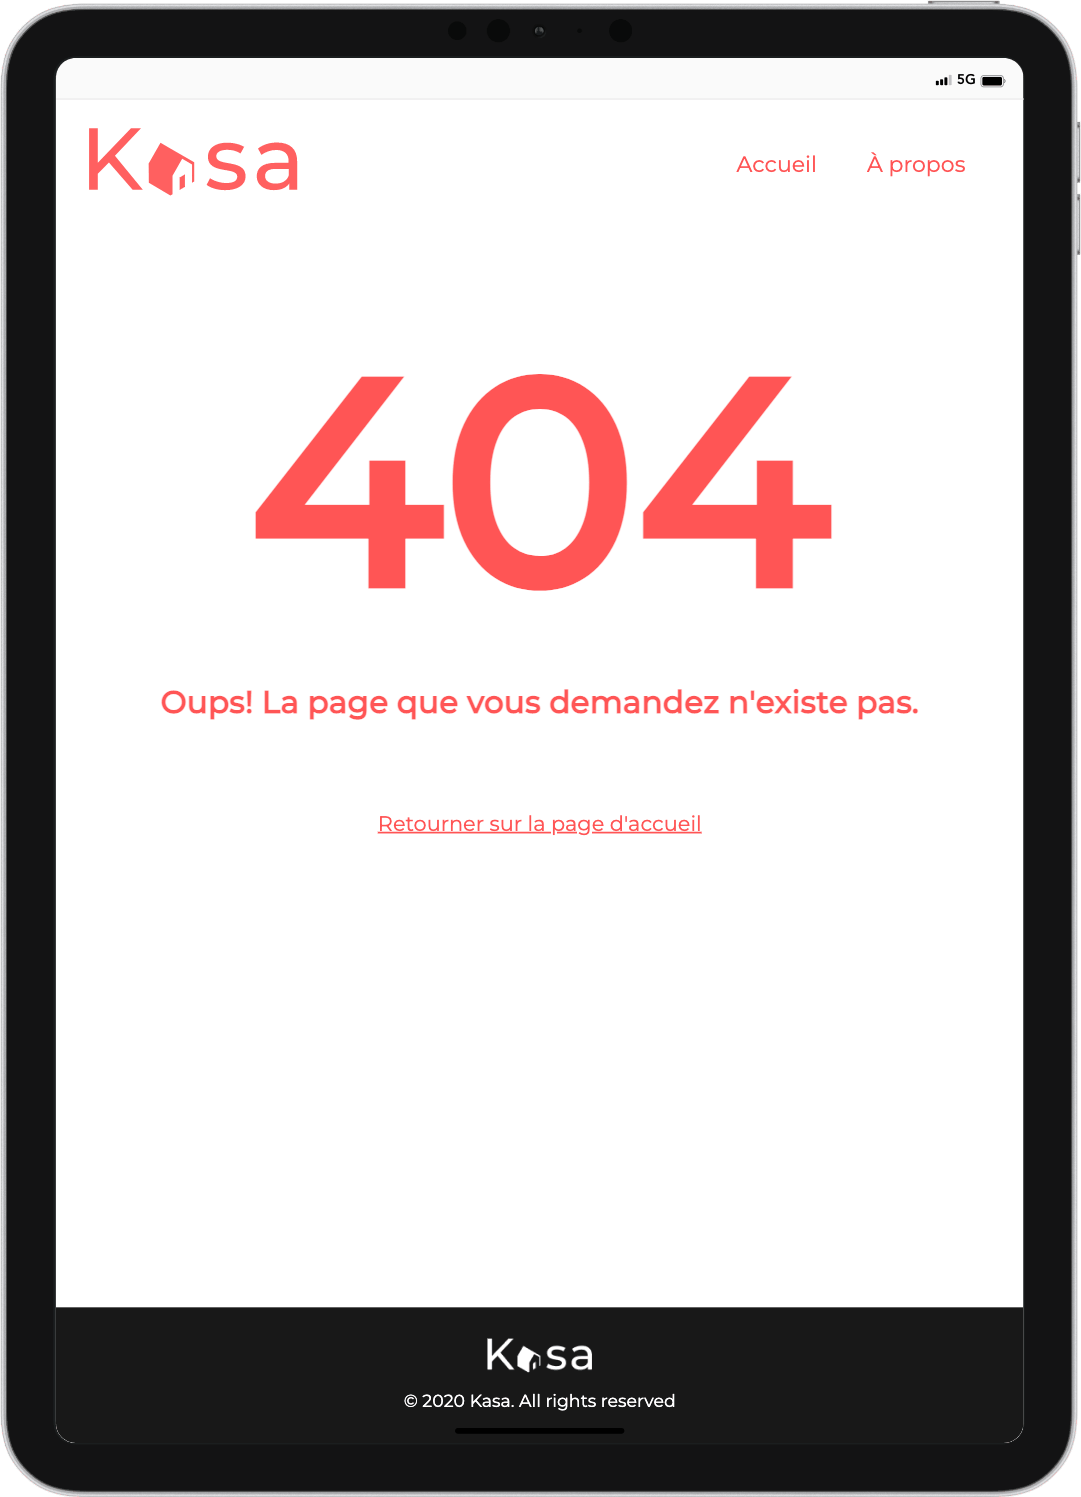 5G
Kasa
Accueil À propos
404
Oups! La page que vous demandez n'existe pas.
Retourner sur la page d'accueil
Kasa
© 2020 Kasa. All rights reserved